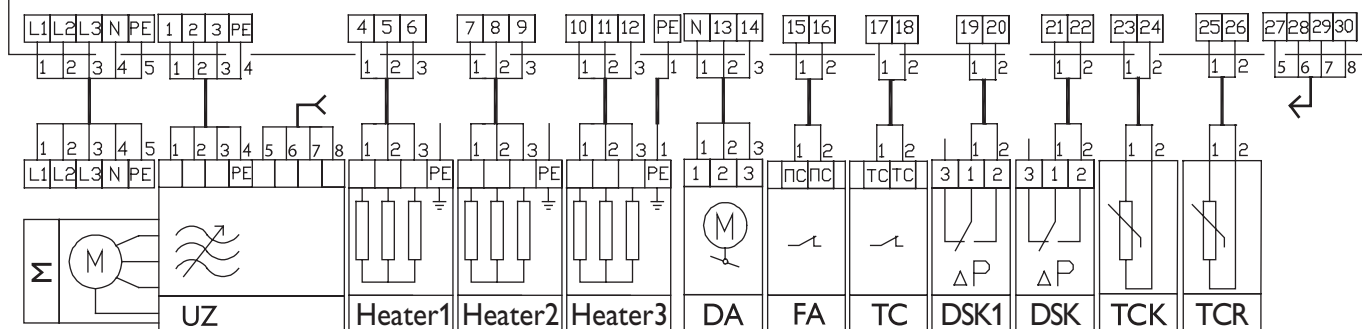 L1 L2 L3 N PE 1 2 3 PE 4 5 6 7 8 9 10 11 12 PE N 13 14 15 16 17 18 19 20 21 22 23 24 25 26 27 28 29 30
1 2 3 4 5 1 2 3 4 1 2 3 1 2 3 1 2 3 1 1 2 3 1 2 1 2 1 2 1 2 1 2 1 2 5 6 7 8
1 2 3 4 5 1 2 3 4 5 6 7 8 1 2 3 1 2 3 1 2 3 1 1 2 3 1 2 1 2 1 2 1 2 1 2 1 2
L1 L2 L3 N PE PE PE PE PE 1 2 3 ПС ПС TC TC 3 1 2 3 1 2
M M
M
ΔP ΔP
UZ Heater1 Heater2 Heater3 DA FA TC DSK1 DSK TCK TCR